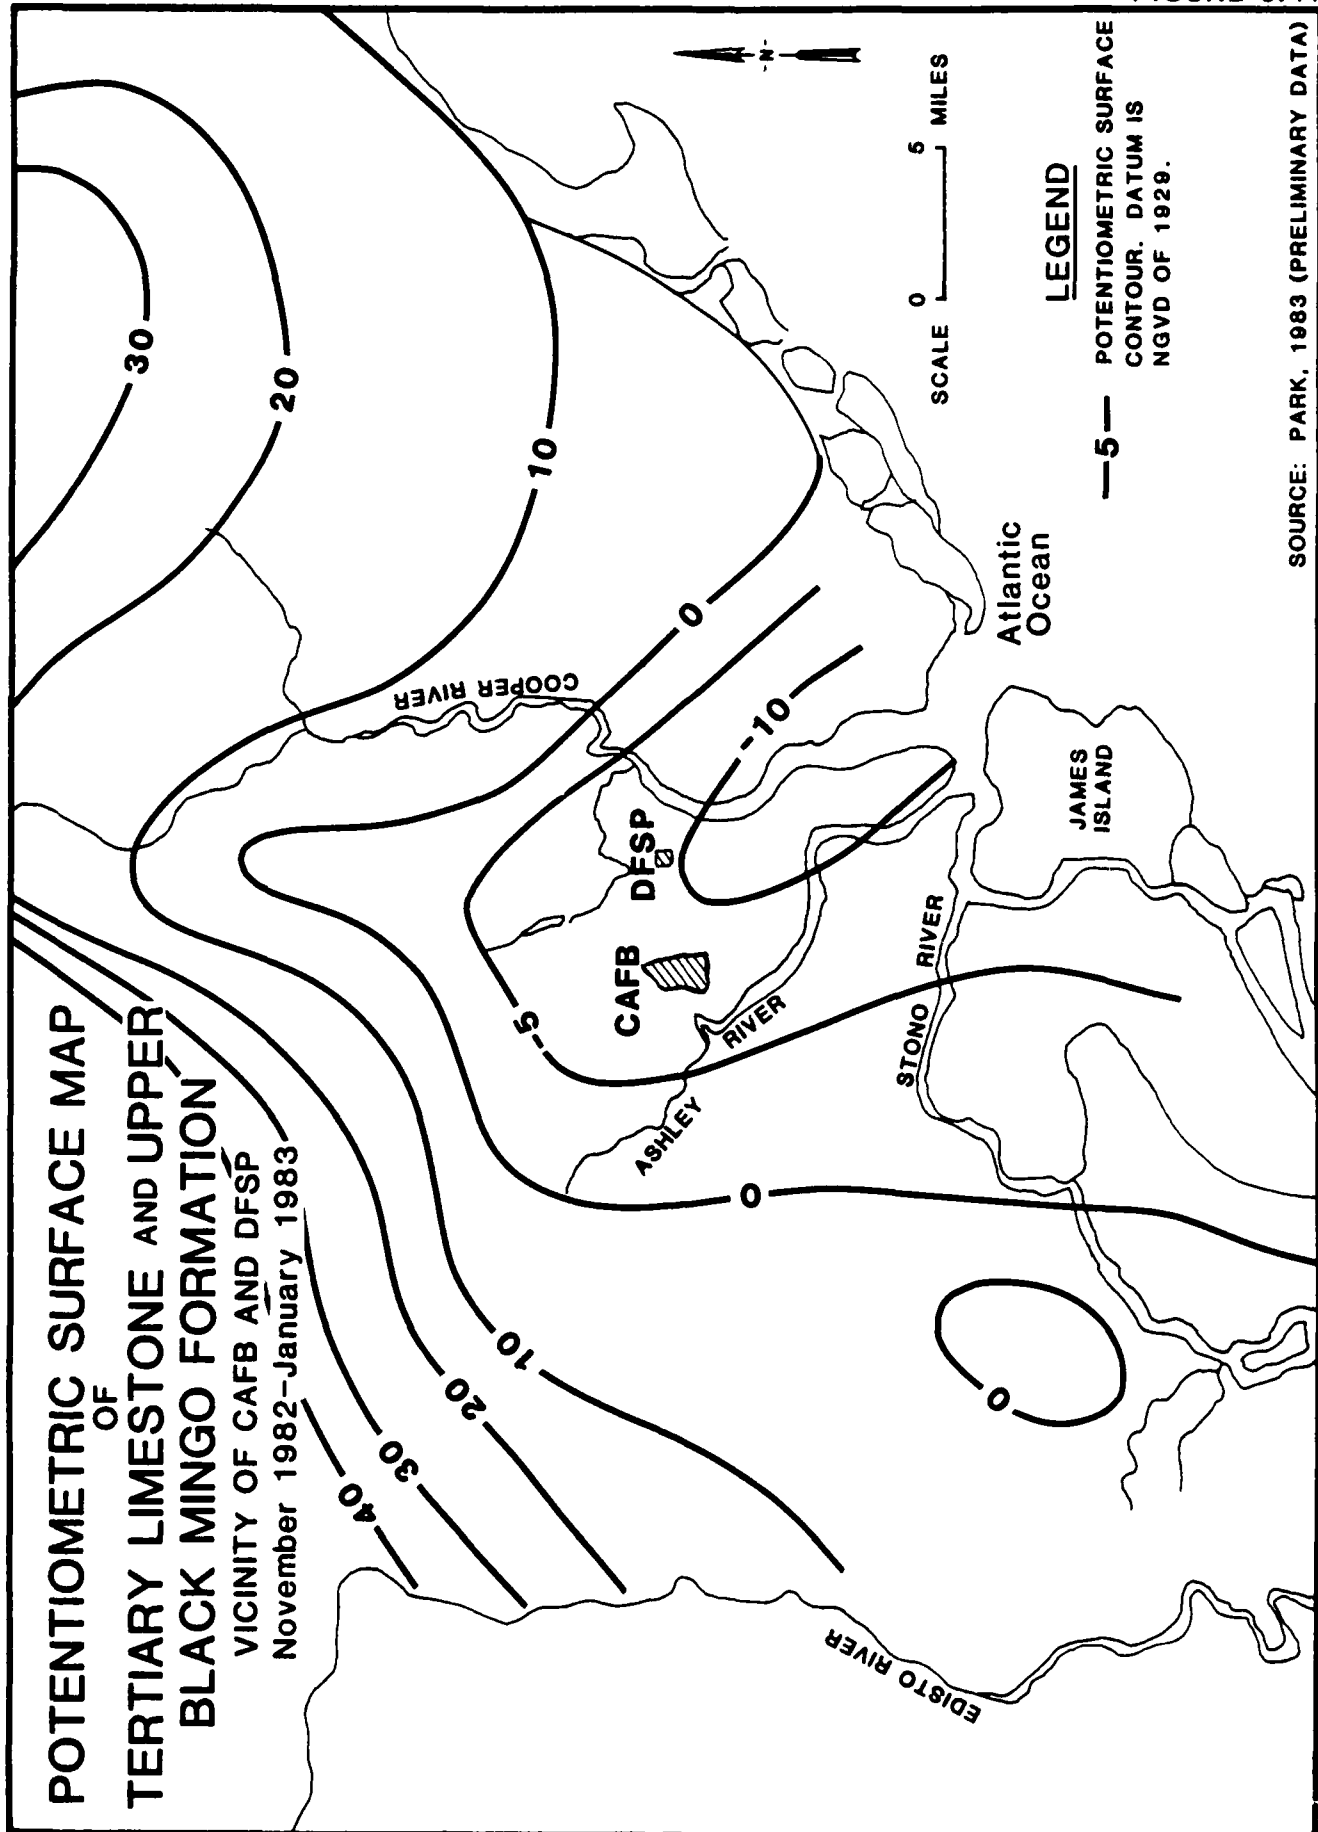 POTENTIOMETRIC SURFACE MAP
OF
TERTIARY LIMESTONE AND UPPER
BLACK MINGO FORMATION
VICINITY OF CAFB AND DFSP
November 1982-January 1983
40
30
20
10
30
20
10
0
-5
-10
0
0
COOPER RIVER
DFSP
CAFB
ASHLEY
RIVER
STONO RIVER
EDISTO RIVER
JAMES
ISLAND
Atlantic
Ocean
-N-
SCALE 0 5 MILES
LEGEND
—5— POTENTIOMETRIC SURFACE
CONTOUR. DATUM IS
NGVD OF 1929.
SOURCE: PARK, 1983 (PRELIMINARY DATA)